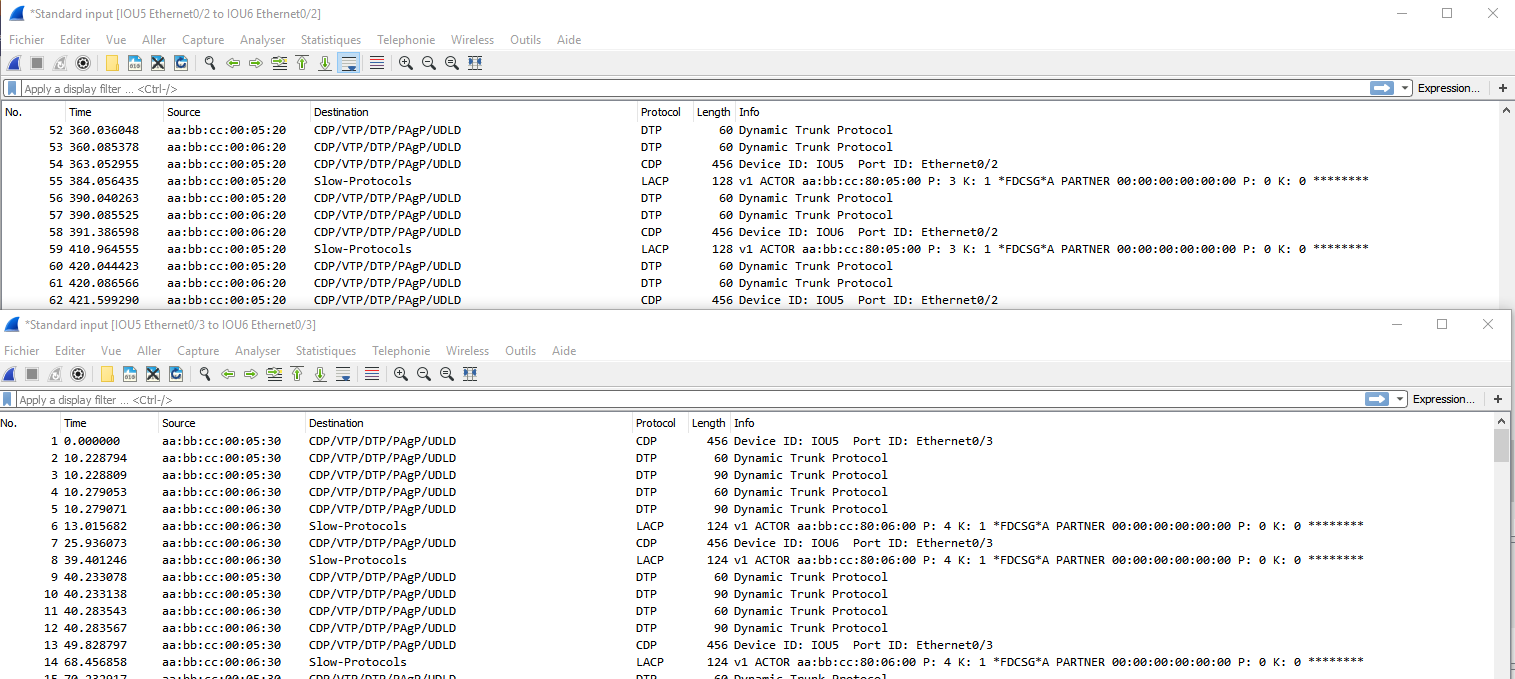 *Standard input [IOU5 Ethernet0/2 to IOU6 Ethernet0/2]
Fichier Editer Vue Aller Capture Analyser Statistiques Telephonie Wireless Outils Aide
Apply a display filter ... <Ctrl-/> Expression... +
No. Time Source Destination Protocol Length Info
52 360.036048 aa:bb:cc:00:05:20 CDP/VTP/DTP/PAgP/UDLD DTP 60 Dynamic Trunk Protocol
53 360.085378 aa:bb:cc:00:06:20 CDP/VTP/DTP/PAgP/UDLD DTP 60 Dynamic Trunk Protocol
54 363.052955 aa:bb:cc:00:05:20 CDP/VTP/DTP/PAgP/UDLD CDP 456 Device ID: IOU5 Port ID: Ethernet0/2
55 384.056435 aa:bb:cc:00:05:20 Slow-Protocols LACP 128 v1 ACTOR aa:bb:cc:80:05:00 P: 3 K: 1 *FDCSG*A PARTNER 00:00:00:00:00:00 P: 0 K: 0 ********
56 390.040263 aa:bb:cc:00:05:20 CDP/VTP/DTP/PAgP/UDLD DTP 60 Dynamic Trunk Protocol
57 390.085525 aa:bb:cc:00:06:20 CDP/VTP/DTP/PAgP/UDLD DTP 60 Dynamic Trunk Protocol
58 391.386598 aa:bb:cc:00:06:20 CDP/VTP/DTP/PAgP/UDLD CDP 456 Device ID: IOU6 Port ID: Ethernet0/2
59 410.964555 aa:bb:cc:00:05:20 Slow-Protocols LACP 128 v1 ACTOR aa:bb:cc:80:05:00 P: 3 K: 1 *FDCSG*A PARTNER 00:00:00:00:00:00 P: 0 K: 0 ********
60 420.044423 aa:bb:cc:00:05:20 CDP/VTP/DTP/PAgP/UDLD DTP 60 Dynamic Trunk Protocol
61 420.086566 aa:bb:cc:00:06:20 CDP/VTP/DTP/PAgP/UDLD DTP 60 Dynamic Trunk Protocol
62 421.599290 aa:bb:cc:00:05:20 CDP/VTP/DTP/PAgP/UDLD CDP 456 Device ID: IOU5 Port ID: Ethernet0/2
*Standard input [IOU5 Ethernet0/3 to IOU6 Ethernet0/3]
Fichier Editer Vue Aller Capture Analyser Statistiques Telephonie Wireless Outils Aide
Apply a display filter ... <Ctrl-/> Expression... +
No. Time Source Destination Protocol Length Info
1 0.000000 aa:bb:cc:00:05:30 CDP/VTP/DTP/PAgP/UDLD CDP 456 Device ID: IOU5 Port ID: Ethernet0/3
2 10.228794 aa:bb:cc:00:05:30 CDP/VTP/DTP/PAgP/UDLD DTP 60 Dynamic Trunk Protocol
3 10.228809 aa:bb:cc:00:05:30 CDP/VTP/DTP/PAgP/UDLD DTP 90 Dynamic Trunk Protocol
4 10.279053 aa:bb:cc:00:06:30 CDP/VTP/DTP/PAgP/UDLD DTP 60 Dynamic Trunk Protocol
5 10.279071 aa:bb:cc:00:06:30 CDP/VTP/DTP/PAgP/UDLD DTP 90 Dynamic Trunk Protocol
6 13.015682 aa:bb:cc:00:06:30 Slow-Protocols LACP 124 v1 ACTOR aa:bb:cc:80:06:00 P: 4 K: 1 *FDCSG*A PARTNER 00:00:00:00:00:00 P: 0 K: 0 ********
7 25.936073 aa:bb:cc:00:06:30 CDP/VTP/DTP/PAgP/UDLD CDP 456 Device ID: IOU6 Port ID: Ethernet0/3
8 39.401246 aa:bb:cc:00:06:30 Slow-Protocols LACP 124 v1 ACTOR aa:bb:cc:80:06:00 P: 4 K: 1 *FDCSG*A PARTNER 00:00:00:00:00:00 P: 0 K: 0 ********
9 40.233078 aa:bb:cc:00:05:30 CDP/VTP/DTP/PAgP/UDLD DTP 60 Dynamic Trunk Protocol
10 40.233138 aa:bb:cc:00:05:30 CDP/VTP/DTP/PAgP/UDLD DTP 90 Dynamic Trunk Protocol
11 40.283543 aa:bb:cc:00:06:30 CDP/VTP/DTP/PAgP/UDLD DTP 60 Dynamic Trunk Protocol
12 40.283567 aa:bb:cc:00:06:30 CDP/VTP/DTP/PAgP/UDLD DTP 90 Dynamic Trunk Protocol
13 49.828797 aa:bb:cc:00:05:30 CDP/VTP/DTP/PAgP/UDLD CDP 456 Device ID: IOU5 Port ID: Ethernet0/3
14 68.456858 aa:bb:cc:00:06:30 Slow-Protocols LACP 124 v1 ACTOR aa:bb:cc:80:06:00 P: 4 K: 1 *FDCSG*A PARTNER 00:00:00:00:00:00 P: 0 K: 0 ********
15 70.232917 aa:bb:cc:00:05:30 CDP/VTP/DTP/PAgP/UDLD DTP 60 Dynamic Trunk Protocol